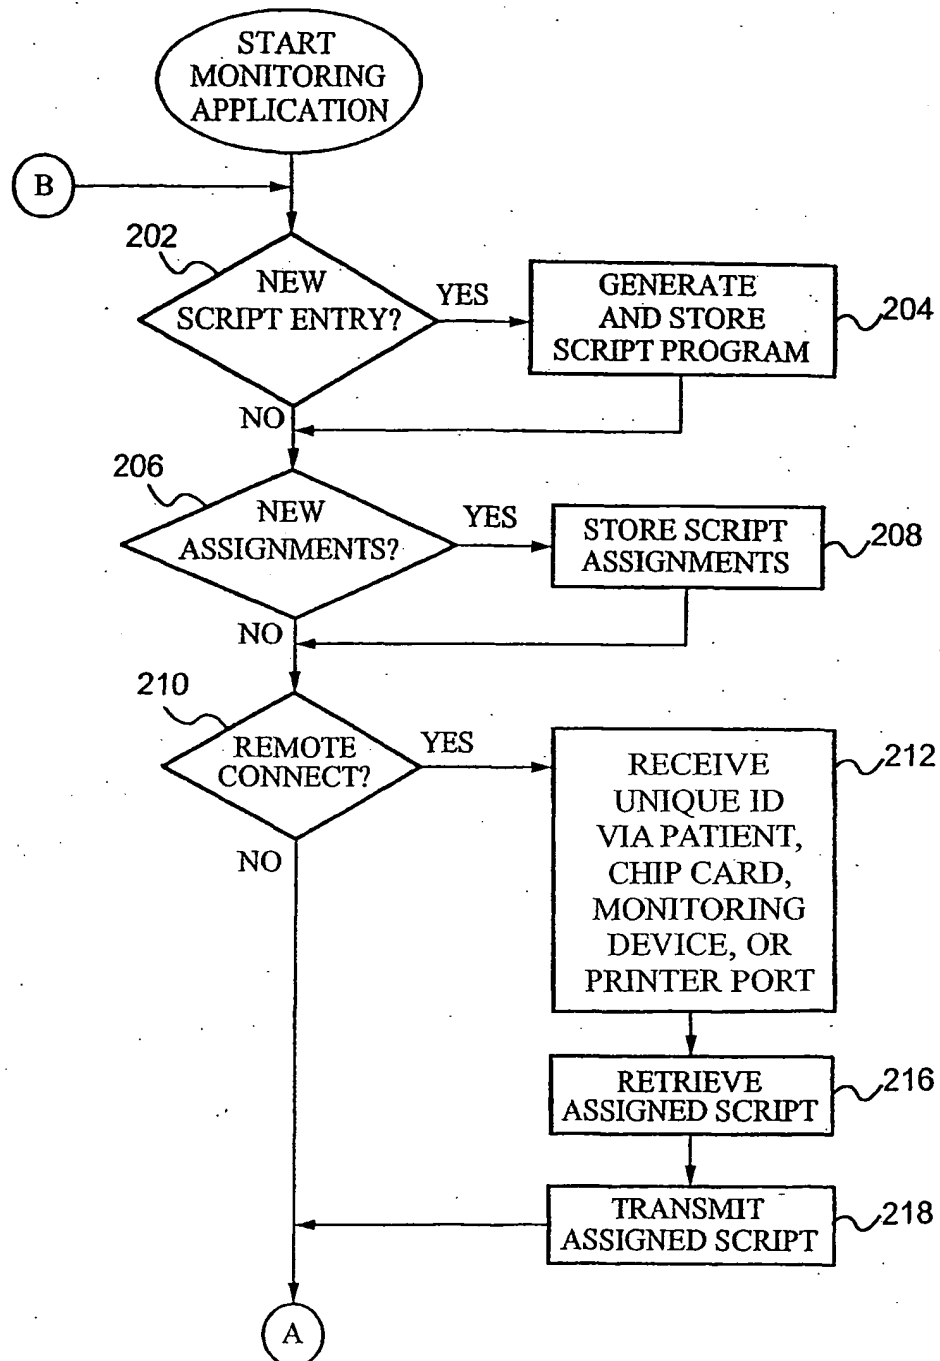 START
MONITORING
APPLICATION
B
202
NEW
SCRIPT ENTRY?
YES
GENERATE
AND STORE
SCRIPT PROGRAM
204
NO
206
NEW
ASSIGNMENTS?
YES
STORE SCRIPT
ASSIGNMENTS
208
NO
210
REMOTE
CONNECT?
YES
RECEIVE
UNIQUE ID
VIA PATIENT,
CHIP CARD,
MONITORING
DEVICE, OR
PRINTER PORT
212
NO
RETRIEVE
ASSIGNED SCRIPT
216
TRANSMIT
ASSIGNED SCRIPT
218
A